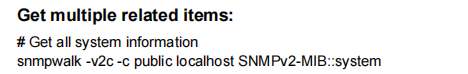 Get multiple related items:
# Get all system information
snmpwalk -v2c -c public localhost SNMPv2-MIB::system